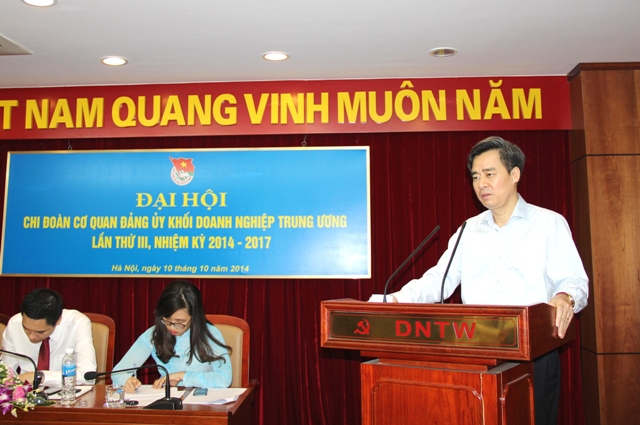 T NAM QUANG VINH MUÔN NĂM
ĐẠI HỘI
CHI ĐOÀN CƠ QUAN ĐẢNG ỦY KHỐI DOANH NGHIỆP TRUNG ƯƠNG
LẦN THỨ III, NHIỆM KỲ 2014 - 2017
Hà Nội, ngày 10 tháng 10 năm 2014
DNTW